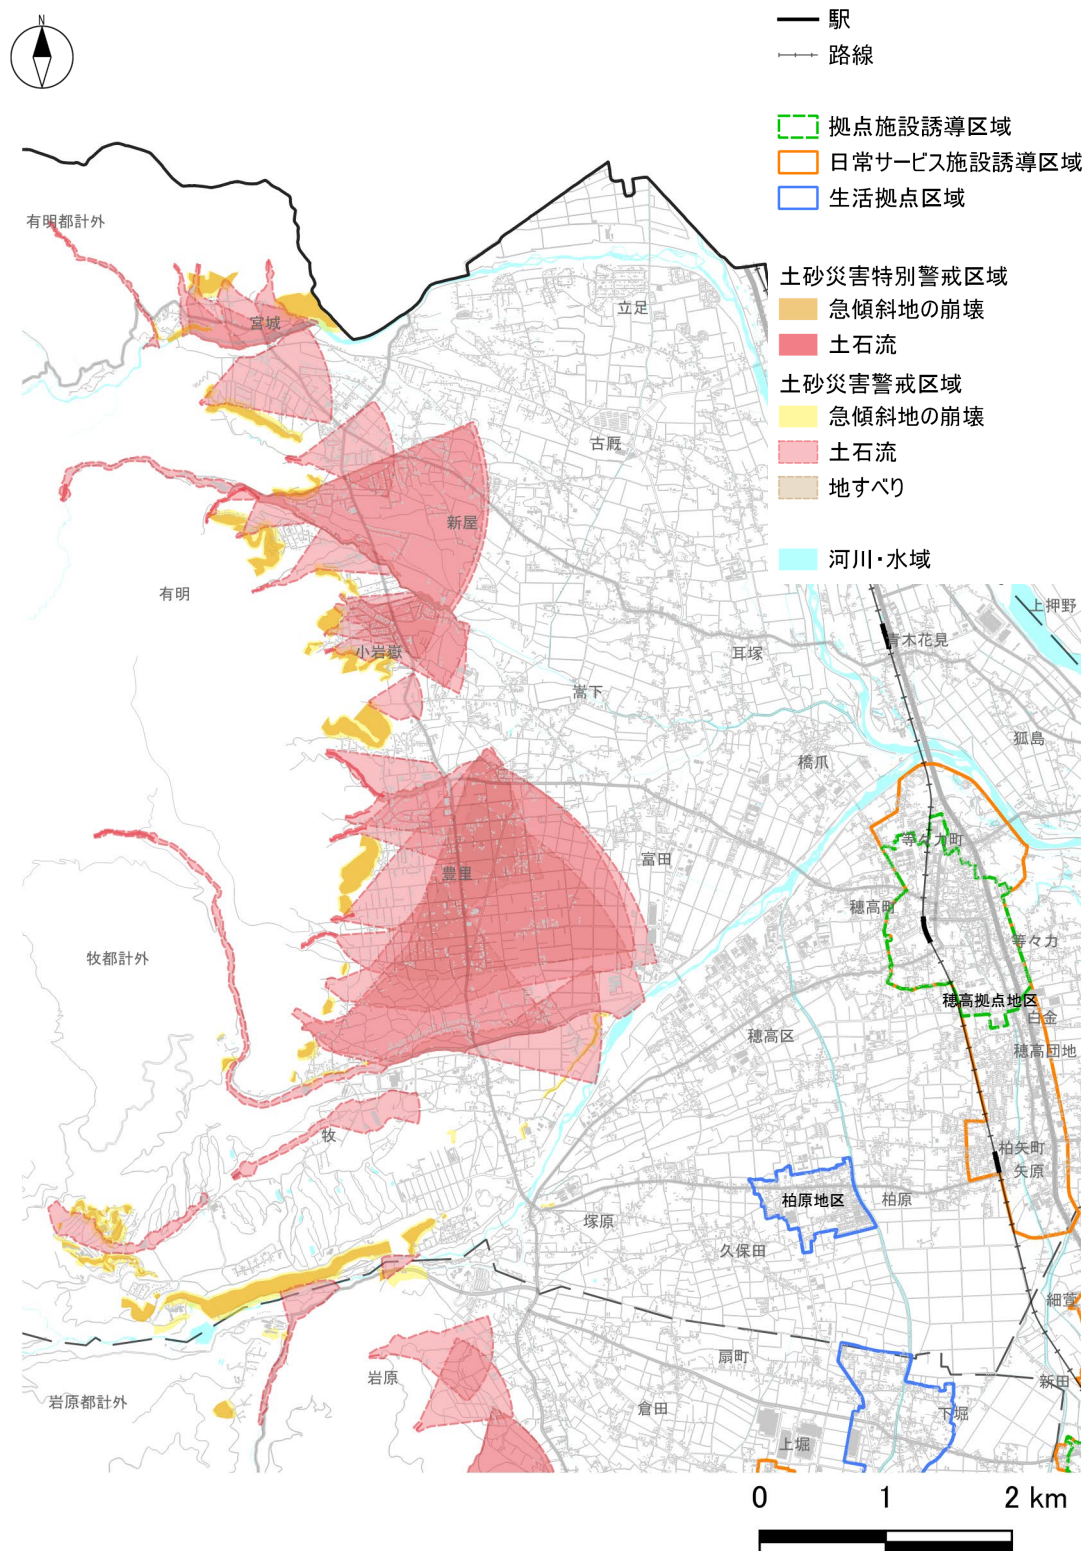 N
駅
路線
拠点施設誘導区域
日常サービス施設誘導区域
生活拠点区域
土砂災害特別警戒区域
急傾斜地の崩壊
土石流
土砂災害警戒区域
急傾斜地の崩壊
土石流
地すべり
河川・水域
有明都計外
宮城
立足
古厩
新屋
有明
上押野
青木花見
小岩嶽
耳塚
嵩下
狐島
橋爪
等々力町
富田
豊里
穂高町
等々力
牧都計外
穂高拠点地区
白金
穂高区
穂高団地
牧
柏矢町
矢原
柏原地区
柏原
塚原
久保田
細萱
扇町
岩原
新田
岩原都計外
倉田
下堀
上堀
0 1 2 km